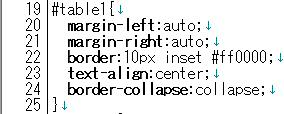 19 #table1{↓
20   margin-left:auto;↓
21   margin-right:auto;↓
22   border:10px inset #ff0000;↓
23   text-align:center;↓
24   border-collapse:collapse;↓
25 }↓